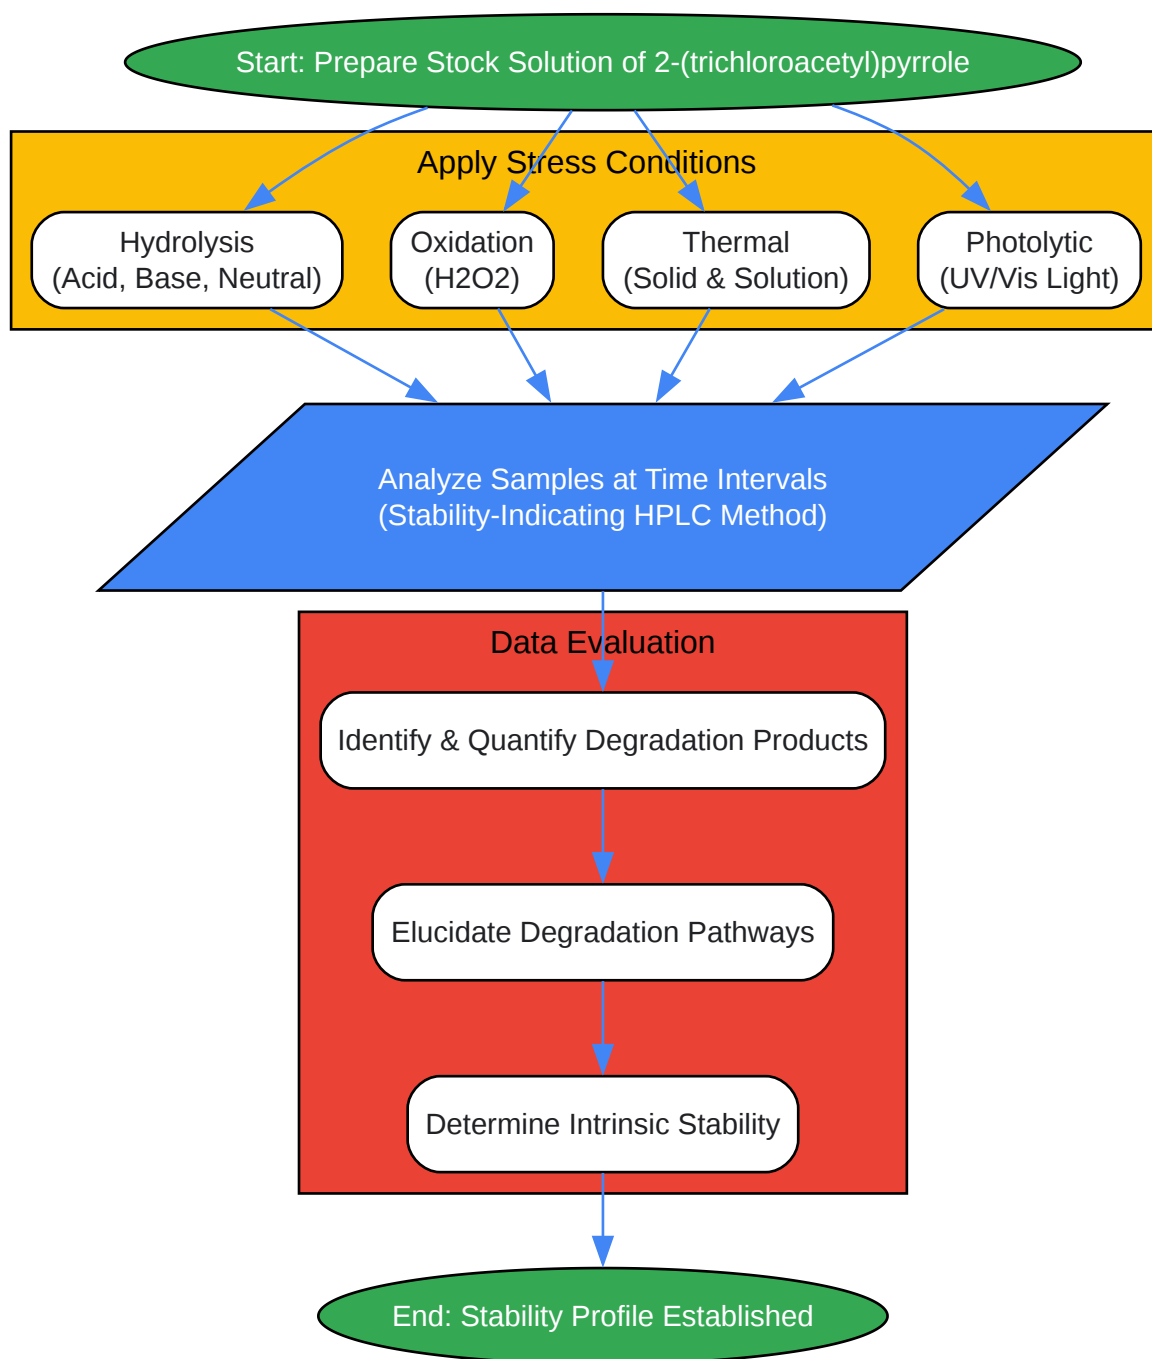 Start: Prepare Stock Solution of 2-(trichloroacetyl)pyrrole
Apply Stress Conditions
Hydrolysis
(Acid, Base, Neutral)
Oxidation
(H2O2)
Thermal
(Solid & Solution)
Photolytic
(UV/Vis Light)
Analyze Samples at Time Intervals
(Stability-Indicating HPLC Method)
Data Evaluation
Identify & Quantify Degradation Products
Elucidate Degradation Pathways
Determine Intrinsic Stability
End: Stability Profile Established